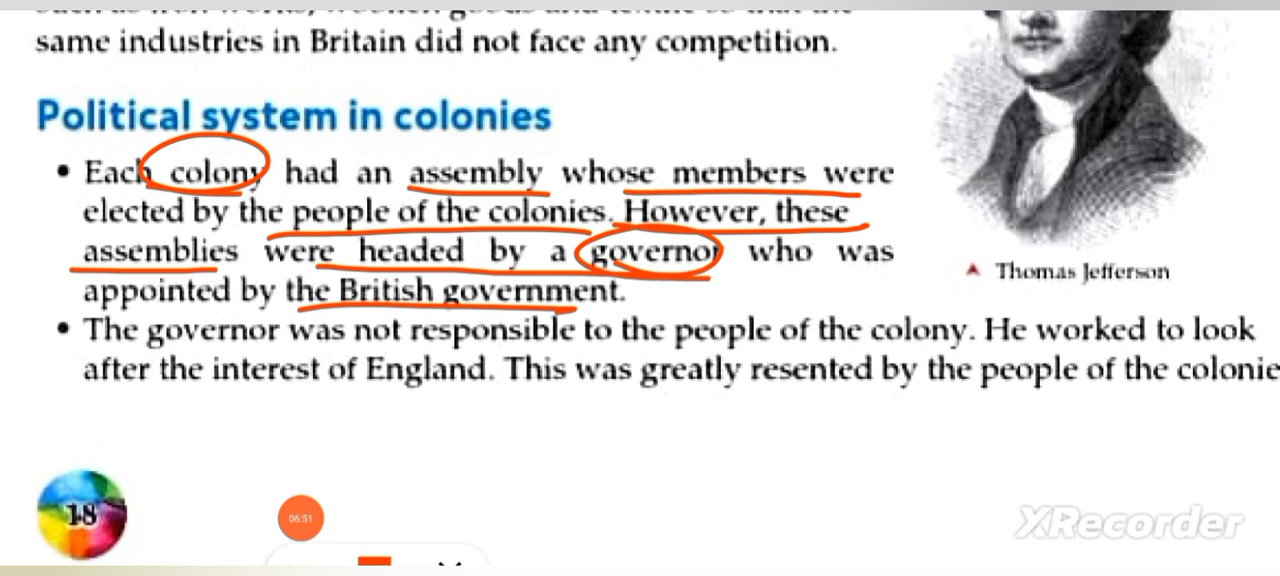 same industries in Britain did not face any competition.
Political system in colonies
• Each colony had an assembly whose members were
elected by the people of the colonies. However, these
assemblies were headed by a governor who was
appointed by the British government.
▲ Thomas Jefferson
• The governor was not responsible to the people of the colony. He worked to look
after the interest of England. This was greatly resented by the people of the colonie
18
06:51
XRecorder